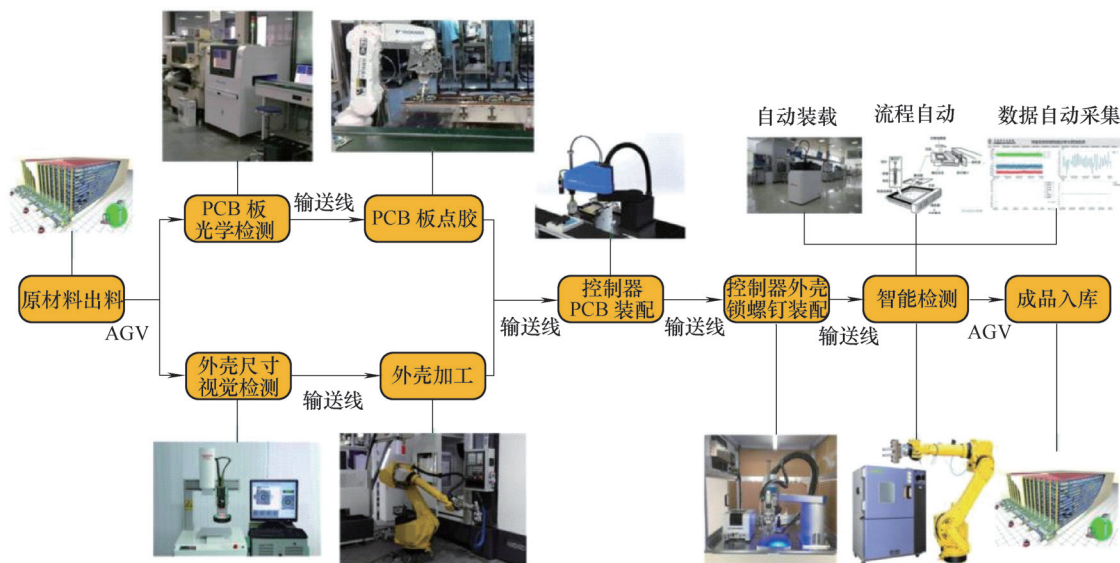 自动装载
流程自动
数据自动采集
PCB 板
光学检测
输送线
PCB 板点胶
原材料出料
AGV
控制器
PCB 装配
输送线
输送线
控制器外壳
锁螺钉装配
输送线
智能检测
AGV
成品入库
外壳尺寸
视觉检测
输送线
外壳加工